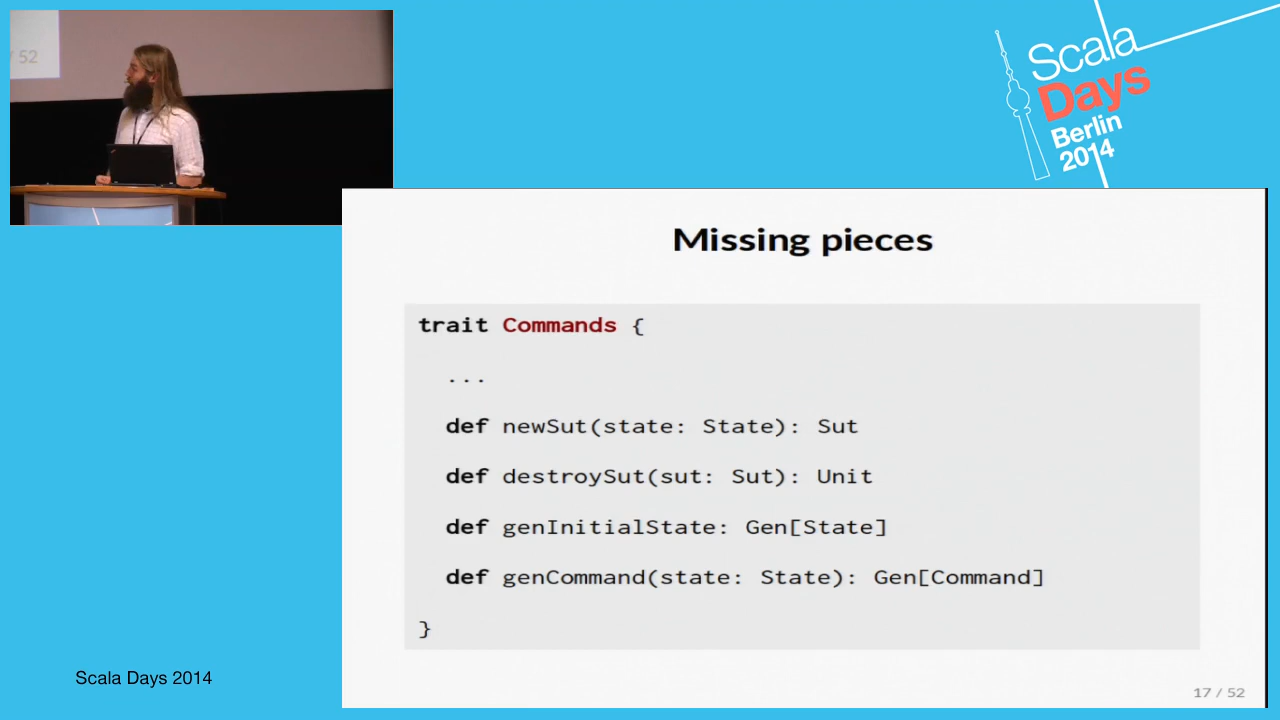 / 52
Scala
Days
Berlin
2014
Missing pieces
trait Commands {
...
def newSut(state: State): Sut
def destroySut(sut: Sut): Unit
def genInitialState: Gen[State]
def genCommand(state: State): Gen[Command]
}
17 / 52
Scala Days 2014